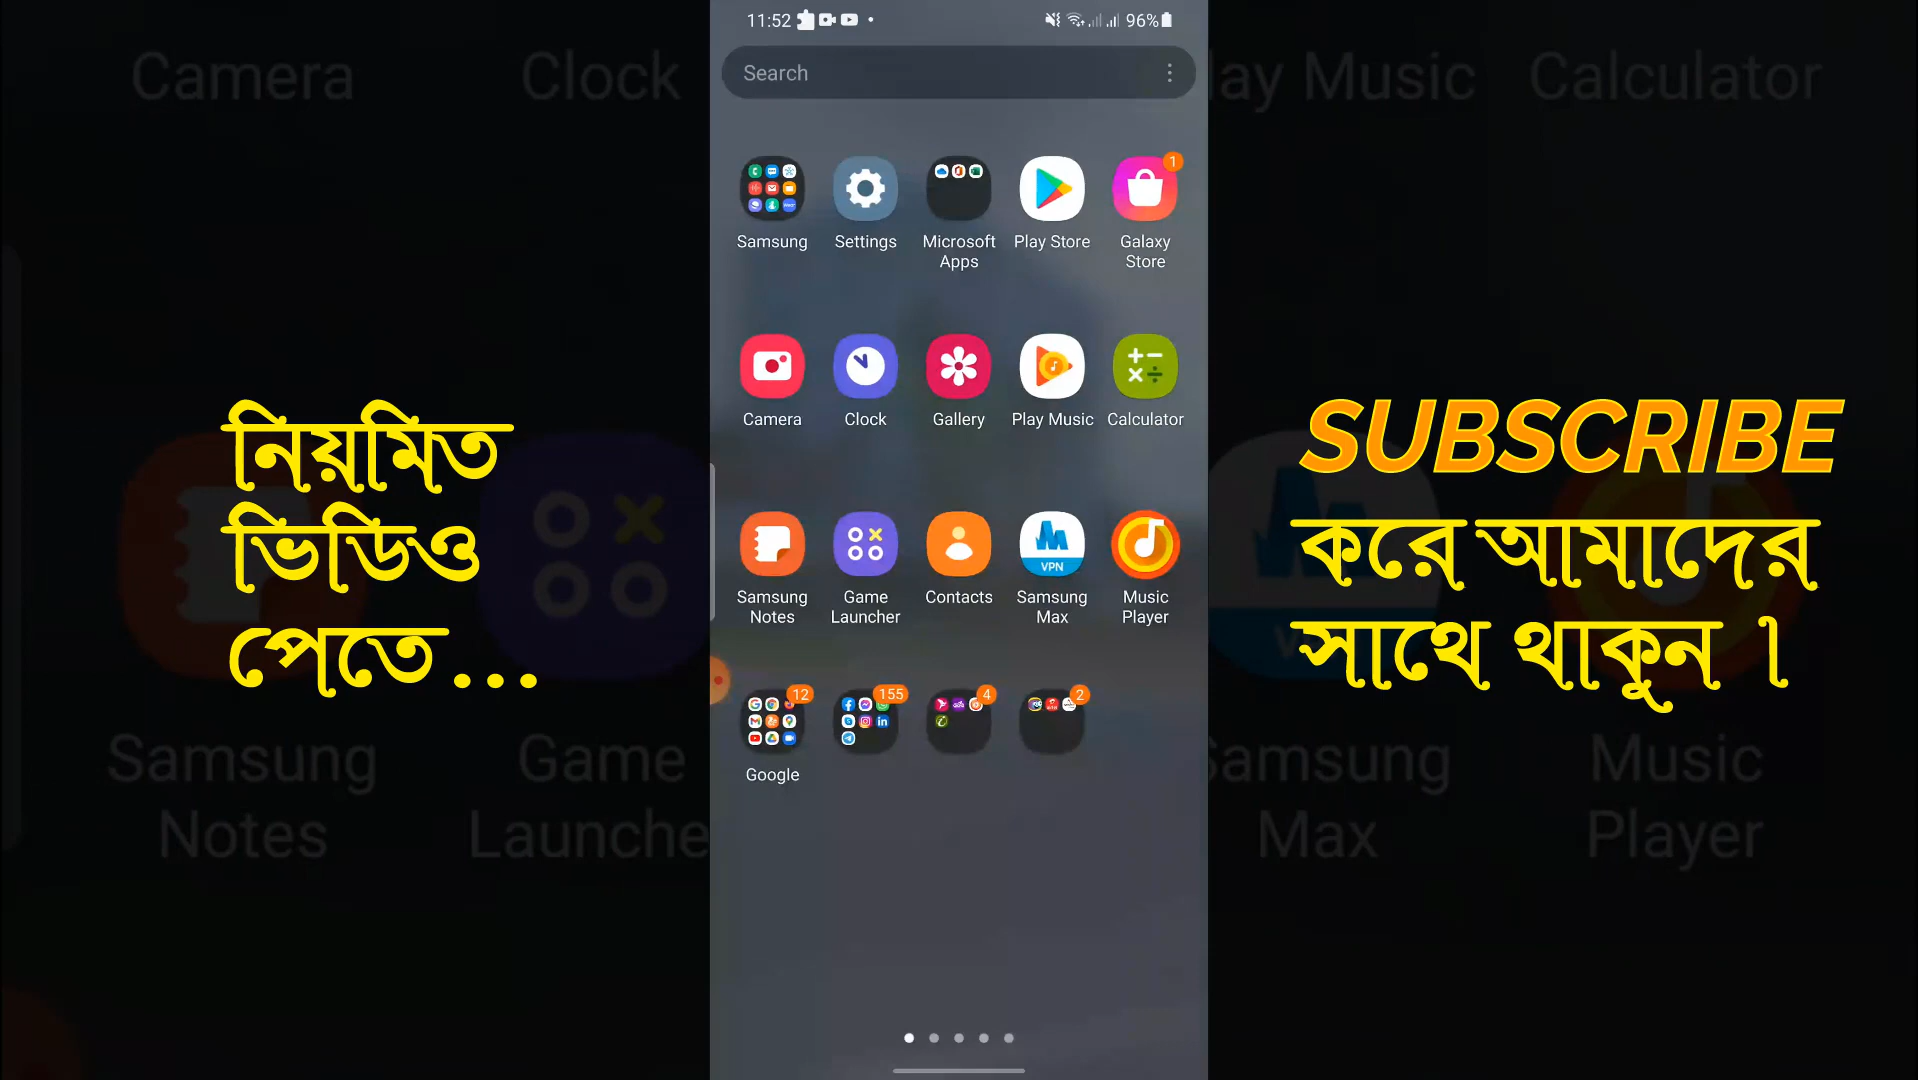 11:52
96%
Search
Samsung
Settings
Microsoft
Apps
Play Store
1
Galaxy
Store
Camera
Clock
Gallery
Play Music
Calculator
Samsung
Notes
Game
Launcher
Contacts
VPN
Samsung
Max
Music
Player
12
Google
155
4
2
নিয়মিত
ভিডিও
পেতে...
SUBSCRIBE
করে আমাদের
সাথে থাকুন ।
Camera
Clock
lay Music
Calculator
Samsung
Notes
Game
Launche
Samsung
Max
Music
Player